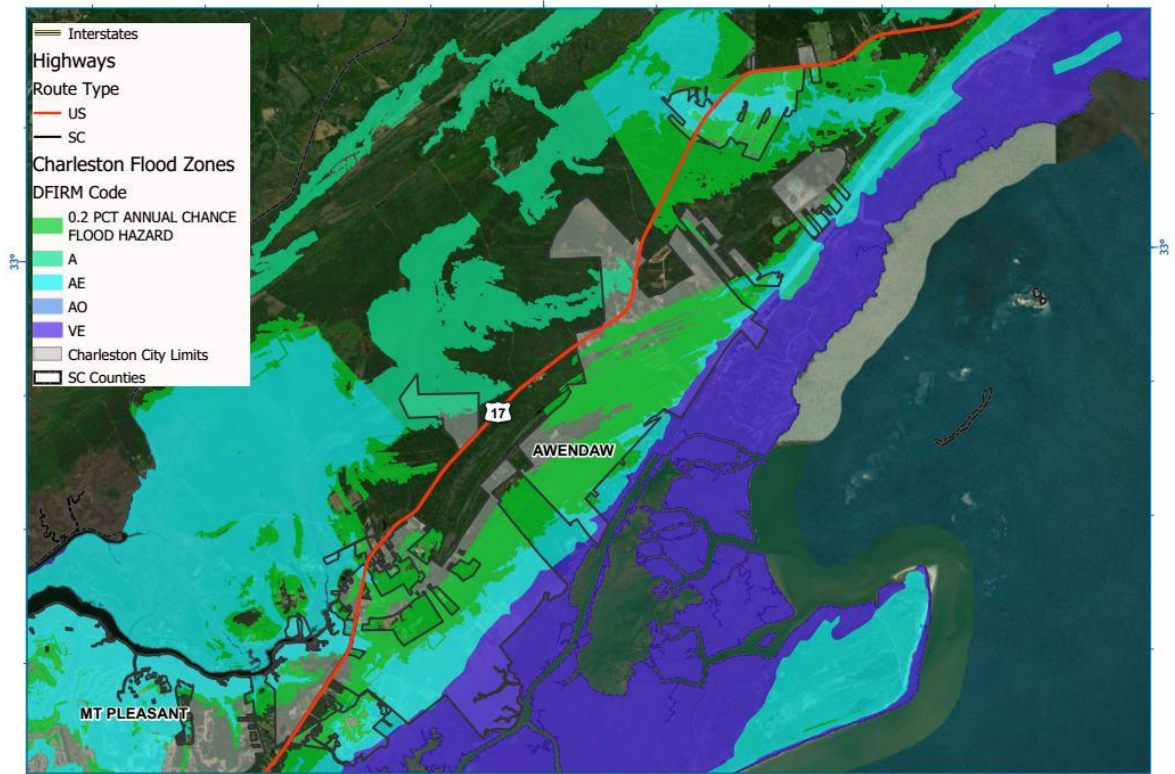 Interstates
Highways
Route Type
US
SC
Charleston Flood Zones
DFIRM Code
0.2 PCT ANNUAL CHANCE
FLOOD HAZARD
A
AE
AO
VE
Charleston City Limits
SC Counties
33°
33°
17
AWENDAW
MT PLEASANT